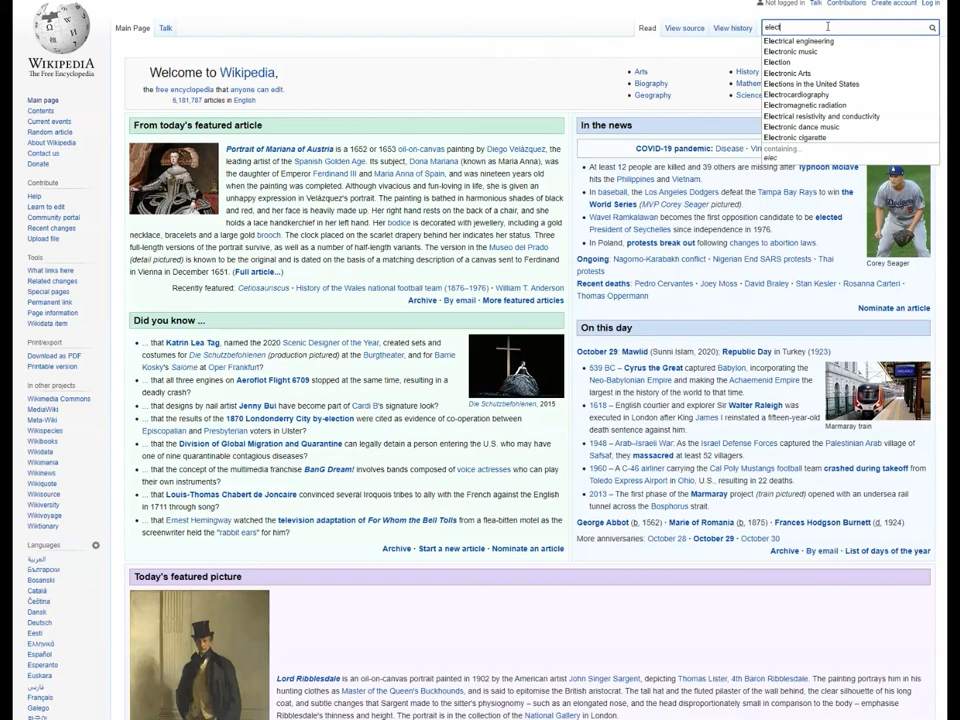 Not logged in Talk Contributions Create account Log in
Main Page Talk
Read View source View history
elect
Electrical engineering
Electronic music
Election
Electronic Arts
Elections in the United States
Electrocardiography
Electromagnetic radiation
Electrical resistivity and conductivity
Electronic dance music
Electronic cigarette
containing...
elec
WIKIPEDIA
The Free Encyclopedia
Main page
Contents
Current events
Random article
About Wikipedia
Contact us
Donate
Contribute
Help
Learn to edit
Community portal
Recent changes
Upload file
Tools
What links here
Related changes
Special pages
Permanent link
Page information
Wikidata item
Print/export
Download as PDF
Printable version
In other projects
Wikimedia Commons
MediaWiki
Meta-Wiki
Wikispecies
Wikibooks
Wikidata
Wikimania
Wikinews
Wikiquote
Wikisource
Wikiversity
Wikivoyage
Wiktionary
Languages
العربية
Български
Bosanski
Català
Čeština
Dansk
Deutsch
Eesti
Ελληνικά
Español
Esperanto
Euskara
فارسی
Français
Galego
Welcome to Wikipedia,
the free encyclopedia that anyone can edit.
6,181,787 articles in English
Arts
Biography
Geography
History
From today's featured article
Portrait of Mariana of Austria is a 1652 or 1653 oil-on-canvas painting by Diego Velázquez, the
leading artist of the Spanish Golden Age. Its subject, Dona Mariana (known as Maria Anna), was
the daughter of Emperor Ferdinand III and Maria Anna of Spain, and was nineteen years old
when the painting was completed. Although vivacious and fun-loving in life, she is given an
unhappy expression in Velázquez's portrait. The painting is bathed in harmonious shades of black
and red, and her face is heavily made up. Her right hand rests on the back of a chair, and she
holds a lace handkerchief in her left hand. Her bodice is decorated with jewellery, including a gold
necklace, bracelets and a large gold brooch. The clock placed on the scarlet drapery behind her indicates her status. Three
full-length versions of the portrait survive, as well as a number of half-length variants. The version in the Museo del Prado
(detail pictured) is known to be the original and is dated on the basis of a matching description of a canvas sent to Ferdinand
in Vienna in December 1651. (Full article...)
Recently featured: Cetiosauriscus · History of the Wales national football team (1876–1976) · William T. Anderson
Archive · By email · More featured articles
Did you know ...
... that Katrin Lea Tag, named the 2020 Scenic Designer of the Year, created sets and
costumes for Die Schutzbefohlenen (production pictured) at the Burgtheater, and for Barrie
Kosky's Salome at Oper Frankfurt?
... that all three engines on Aeroflot Flight 6709 stopped at the same time, resulting in a
deadly crash?
... that designs by nail artist Jenny Bui have become part of Cardi B's signature look?
... that the results of the 1870 Londonderry City by-election were cited as evidence of co-operation between
Episcopalian and Presbyterian voters in Ulster?
... that the Division of Global Migration and Quarantine can legally detain a person entering the U.S. who may have
one of nine quarantinable contagious diseases?
... that the concept of the multimedia franchise BanG Dream! involves bands composed of voice actresses who can play
their own instruments?
... that Louis-Thomas Chabert de Joncaire convinced several Iroquois tribes to ally with the French against the English
in 1711 through song?
... that Ernest Hemingway watched the television adaptation of For Whom the Bell Tolls from a flea-bitten motel as the
screenwriter held the "rabbit ears" for him?
Die Schutzbefohlenen, 2015
Archive · Start a new article · Nominate an article
In the news
COVID-19 pandemic: Disease
At least 12 people are killed and 39 others are missing after Typhoon Molave
hits the Philippines and Vietnam.
In baseball, the Los Angeles Dodgers defeat the Tampa Bay Rays to win the
World Series (MVP Corey Seager pictured).
Wavel Ramkalawan becomes the first opposition candidate to be elected
President of Seychelles since independence in 1976.
In Poland, protests break out following changes to abortion laws.
Corey Seager
Ongoing: Nagorno-Karabakh conflict · Nigerian End SARS protests · Thai
protests
Recent deaths: Pedro Cervantes · Joey Moss · David Braley · Stan Kesler · Rosanna Carteri ·
Thomas Oppermann
Nominate an article
On this day
October 29: Mawlid (Sunni Islam, 2020); Republic Day in Turkey (1923)
539 BC – Cyrus the Great captured Babylon, incorporating the
Neo-Babylonian Empire and making the Achaemenid Empire the
largest in the history of the world to that time.
1618 – English courtier and explorer Sir Walter Raleigh was
executed in London after King James I reinstated a fifteen-year-old
death sentence against him.
1948 – Arab–Israeli War: As the Israel Defense Forces captured the Palestinian Arab village of
Safsaf, they massacred at least 52 villagers.
1960 – A C-46 airliner carrying the Cal Poly Mustangs football team crashed during takeoff from
Toledo Express Airport in Ohio, U.S., resulting in 22 deaths.
2013 – The first phase of the Marmaray project (train pictured) opened with an undersea rail
tunnel across the Bosphorus strait.
Marmaray train
George Abbot (b. 1562) · Marie of Romania (b. 1875) · Frances Hodgson Burnett (d. 1924)
More anniversaries: October 28 · October 29 · October 30
Archive · By email · List of days of the year
Today's featured picture
Lord Ribblesdale is an oil-on-canvas portrait painted in 1902 by the American artist John Singer Sargent, depicting Thomas Lister, 4th Baron Ribblesdale. The painting portrays him in his
hunting clothes as Master of the Queen's Buckhounds, and is said to epitomise the British aristocrat. The tall hat and the fluted pilaster of the wall behind, the clear silhouette of his long
coat, and subtle changes that Sargent made to the sitter's physiognomy – such as an elongated nose, and the head disproportionately small in comparison to the body – emphasise
Ribblesdale's thinness and height. The portrait is in the collection of the National Gallery in London.